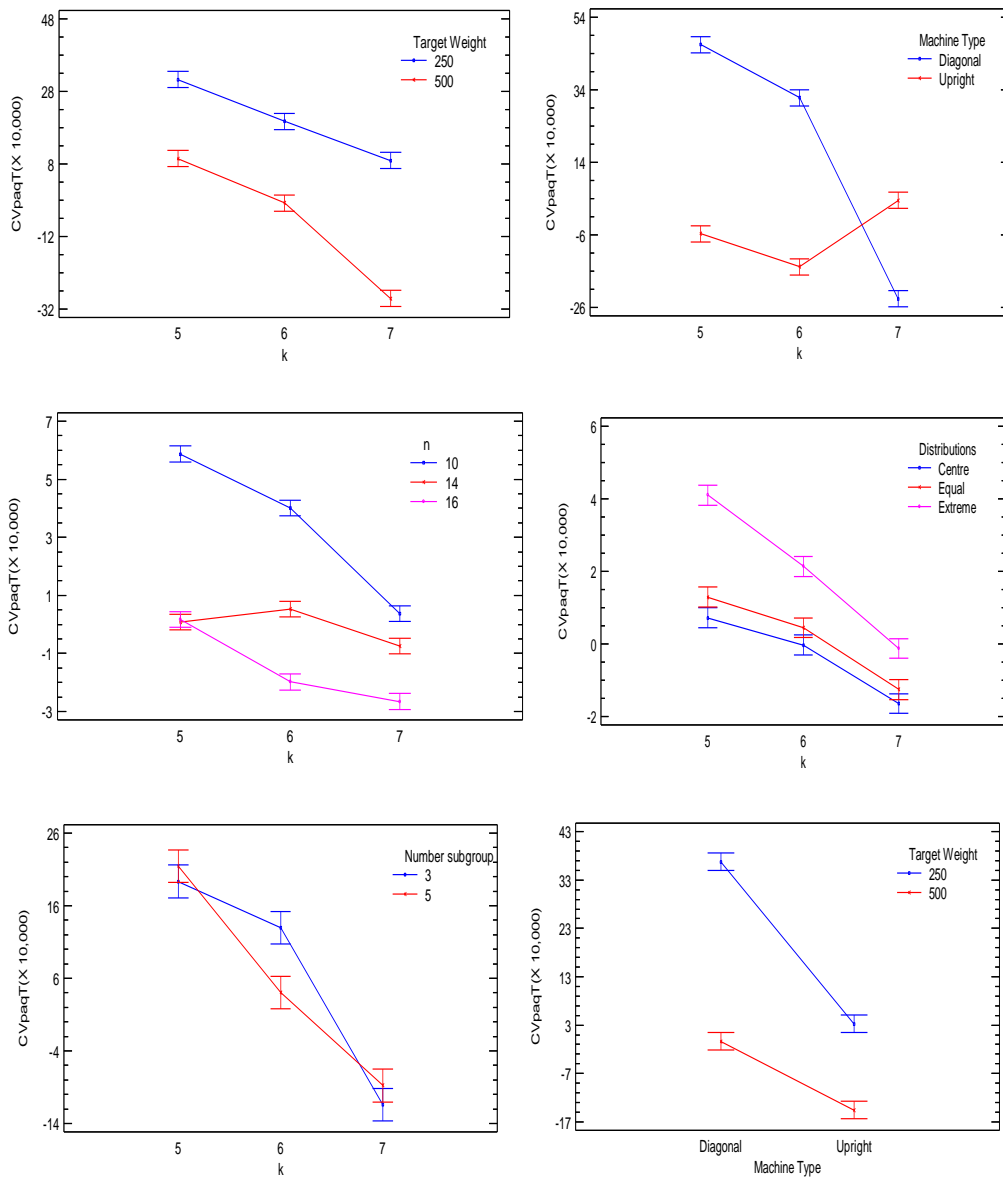 CVpaqT(X 10,000)
48
28
8
-12
-32
Target Weight
250
500
5 6 7
k
CVpaqT(X 10,000)
54
34
14
-6
-26
Machine Type
Diagonal
Upright
5 6 7
k
CVpaqT(X 10,000)
7
5
3
1
-1
-3
n
10
14
16
5 6 7
k
CVpaqT(X 10,000)
6
4
2
0
-2
Distributions
Centre
Equal
Extreme
5 6 7
k
CVpaqT(X 10,000)
26
16
6
-4
-14
Number subgroup
3
5
5 6 7
k
CVpaqT(X 10,000)
43
33
23
13
3
-7
-17
Target Weight
250
500
Diagonal Upright
Machine Type